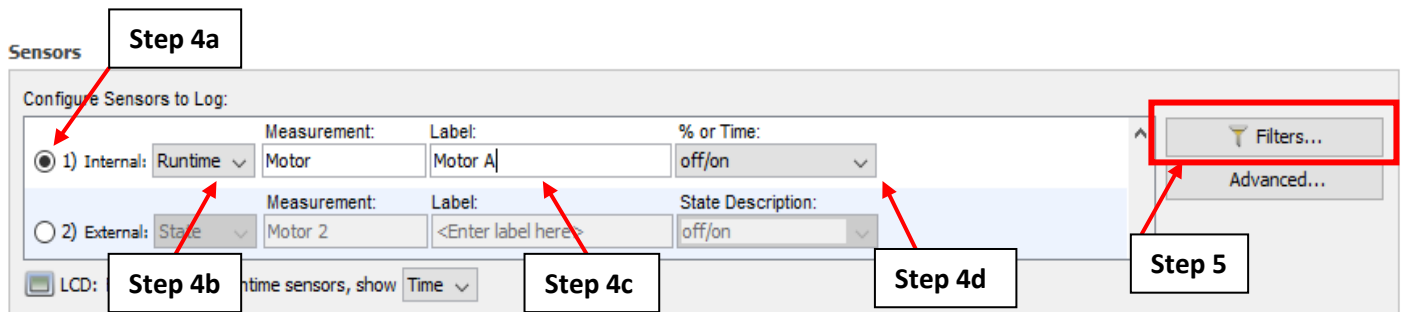 Step 4a
Sensors
Configure Sensors to Log:
Measurement: Label: % or Time:
1) Internal: Runtime Motor Motor A off/on
Filters...
Advanced...
Measurement: Label: State Description:
2) External: State Motor 2 <Enter label here> off/on
LCD: ntime sensors, show Time
Step 4b
Step 4c
Step 4d
Step 5